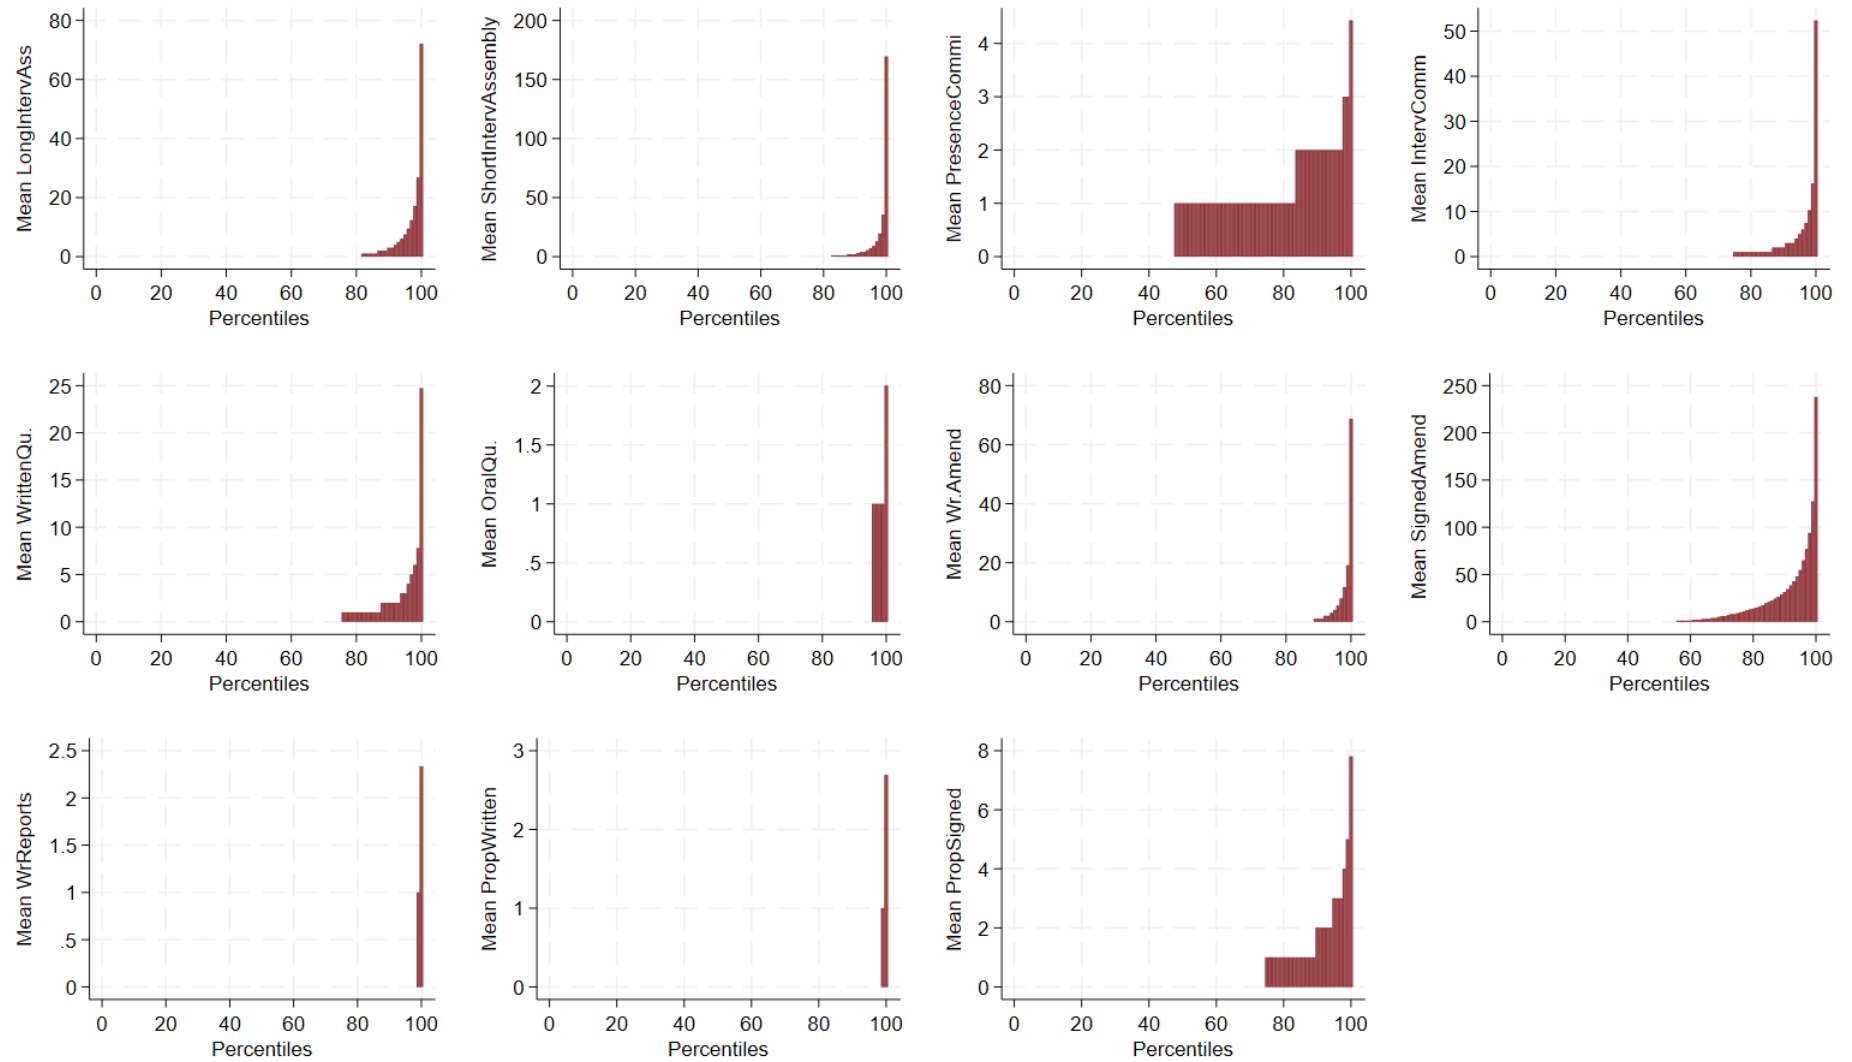 Mean LongIntervAss
80
60
40
20
0
0 20 40 60 80 100
Percentiles
Mean ShortIntervAssembly
200
150
100
50
0
0 20 40 60 80 100
Percentiles
Mean PresenceCommi
4
3
2
1
0
0 20 40 60 80 100
Percentiles
Mean IntervComm
50
40
30
20
10
0
0 20 40 60 80 100
Percentiles
Mean WrittenQu.
25
20
15
10
5
0
0 20 40 60 80 100
Percentiles
Mean OralQu.
2
1.5
1
.5
0
0 20 40 60 80 100
Percentiles
Mean Wr.Amend
80
60
40
20
0
0 20 40 60 80 100
Percentiles
Mean SignedAmend
250
200
150
100
50
0
0 20 40 60 80 100
Percentiles
Mean WrReports
2.5
2
1.5
1
.5
0
0 20 40 60 80 100
Percentiles
Mean PropWritten
3
2
1
0
0 20 40 60 80 100
Percentiles
Mean PropSigned
8
6
4
2
0
0 20 40 60 80 100
Percentiles